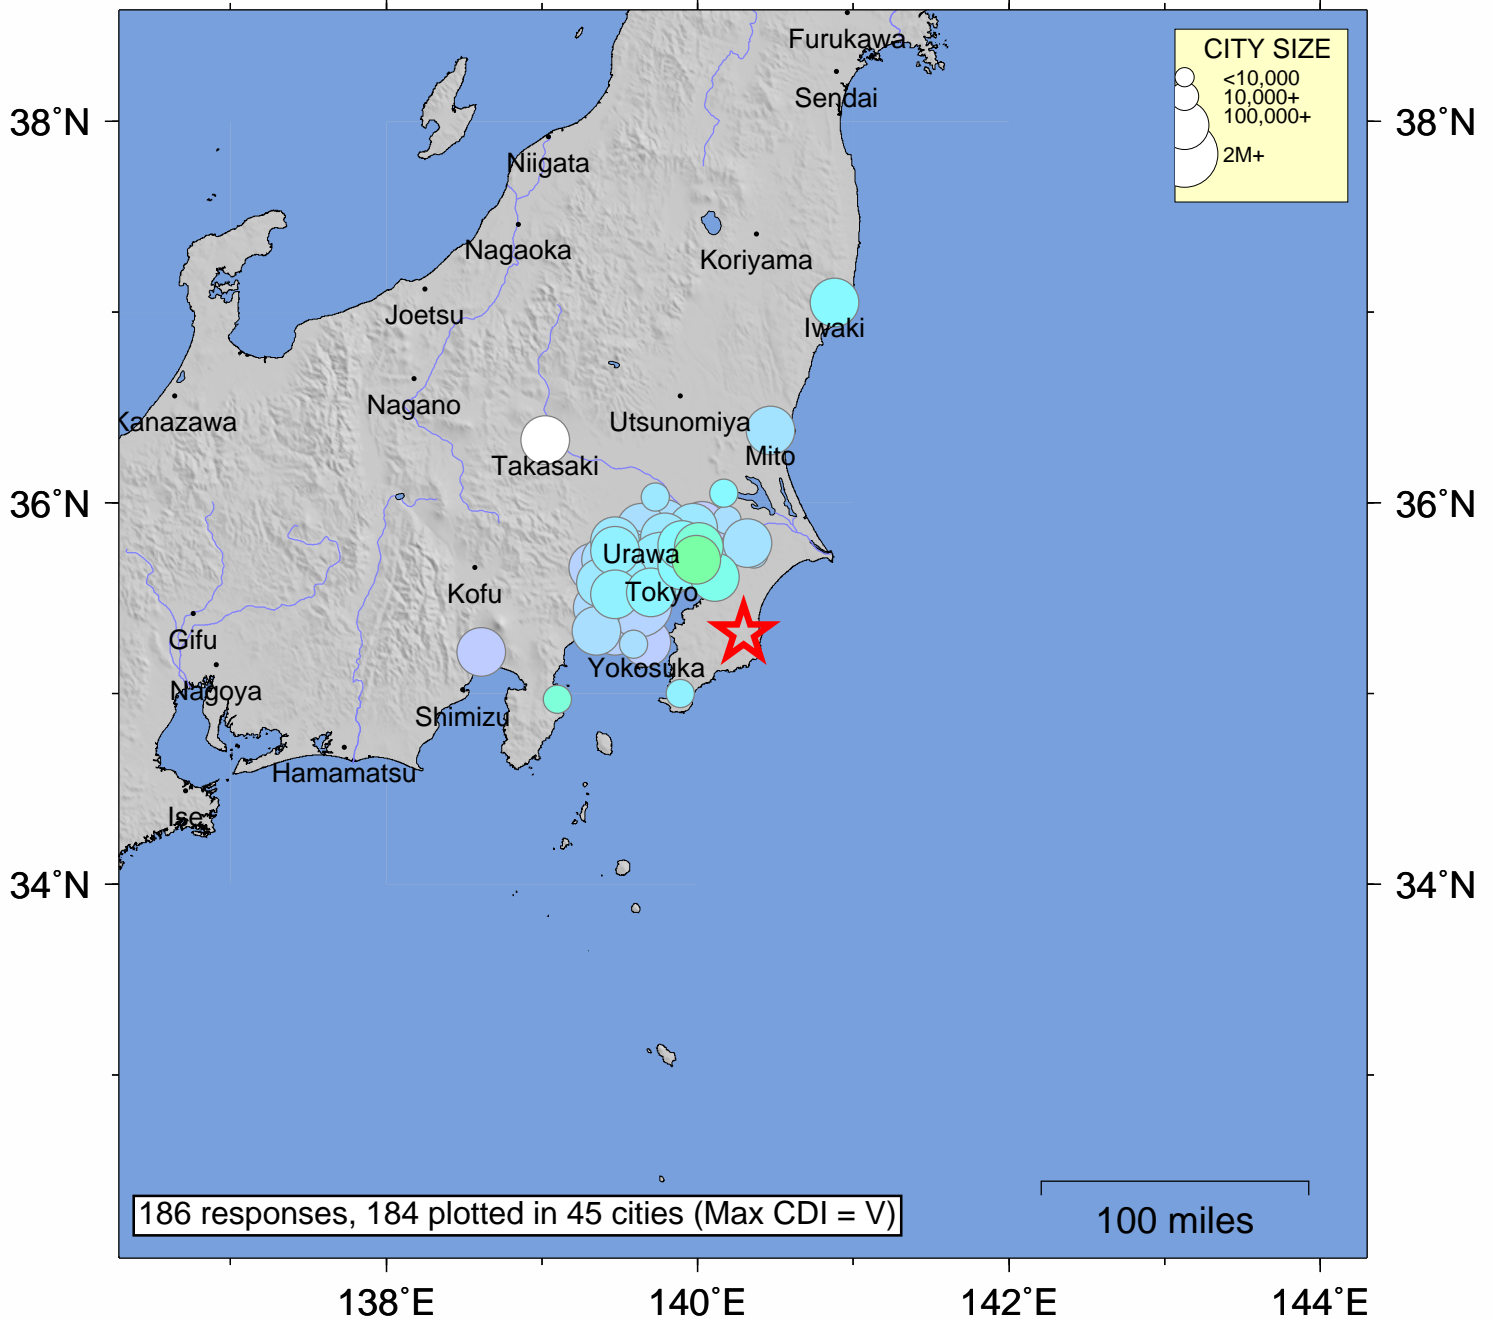 Furukawa
CITY SIZE
<10,000
10,000+
100,000+
2M+
Sendai
38˚N
38˚N
Niigata
Nagaoka
Koriyama
Joetsu
Iwaki
Nagano
Kanazawa
Utsunomiya
Mito
Takasaki
36˚N
36˚N
Urawa
Kofu
Tokyo
Gifu
Yokosuka
Nagoya
Shimizu
Hamamatsu
Ise
34˚N
34˚N
186 responses, 184 plotted in 45 cities (Max CDI = V)
100 miles
138˚E
140˚E
142˚E
144˚E